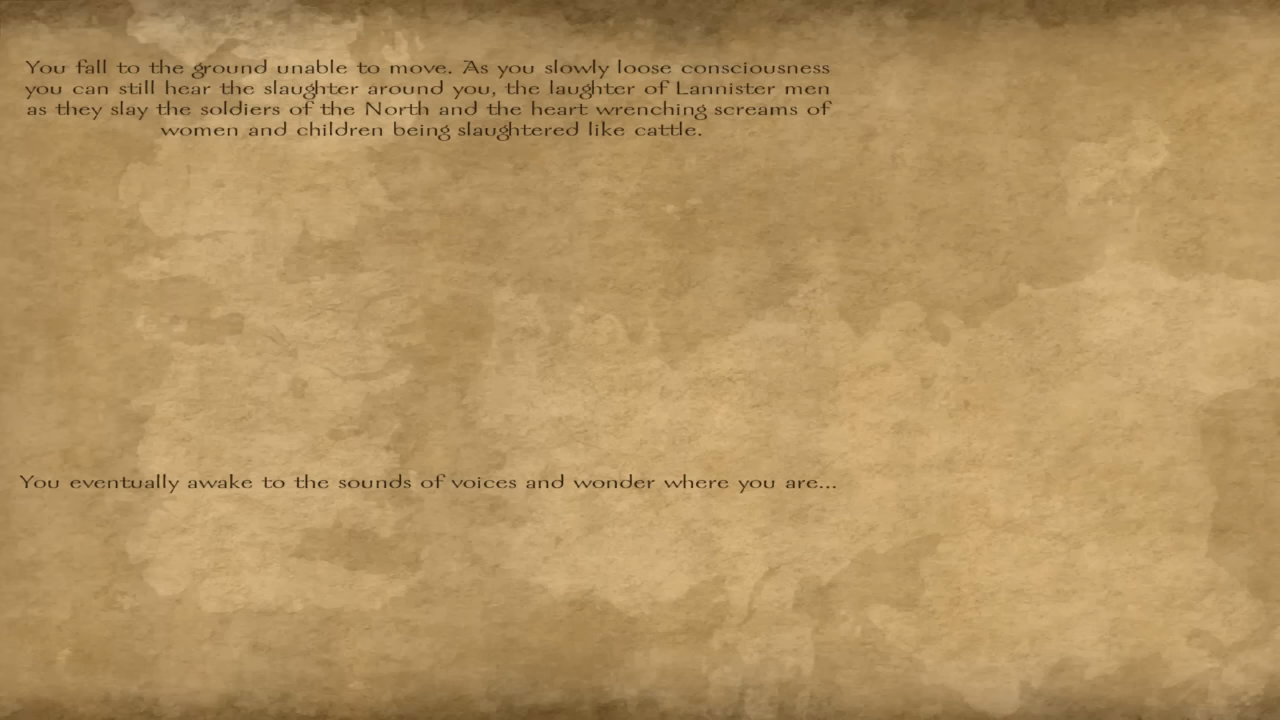 You fall to the ground unable to move. As you slowly loose consciousness
you can still hear the slaughter around you, the laughter of Lannister men
as they slay the soldiers of the North and the heart wrenching screams of
women and children being slaughtered like cattle.
You eventually awake to the sounds of voices and wonder where you are...